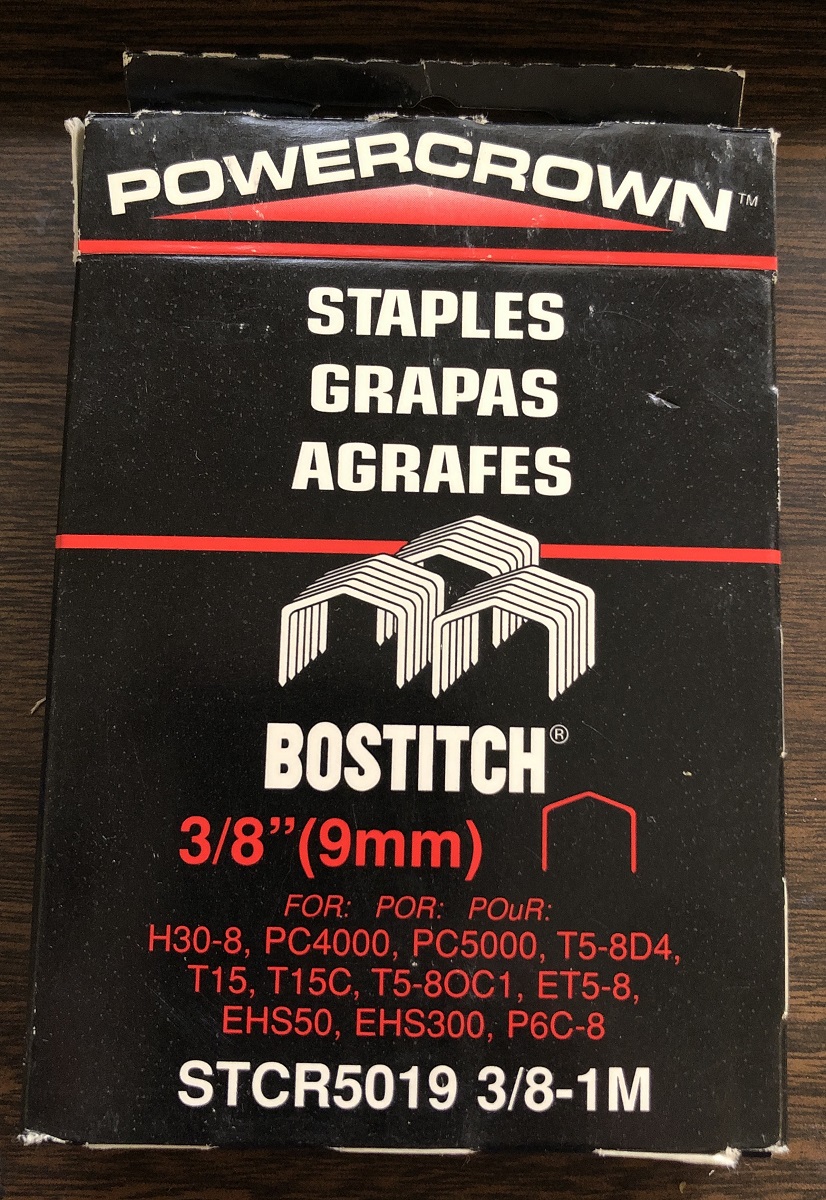 POWERCROWN™
STAPLES
GRAPAS
AGRAFES
BOSTITCH®
3/8”(9mm)
FOR: POR: POuR:
H30-8, PC4000, PC5000, T5-8D4,
T15, T15C, T5-8OC1, ET5-8,
EHS50, EHS300, P6C-8
STCR5019 3/8-1M